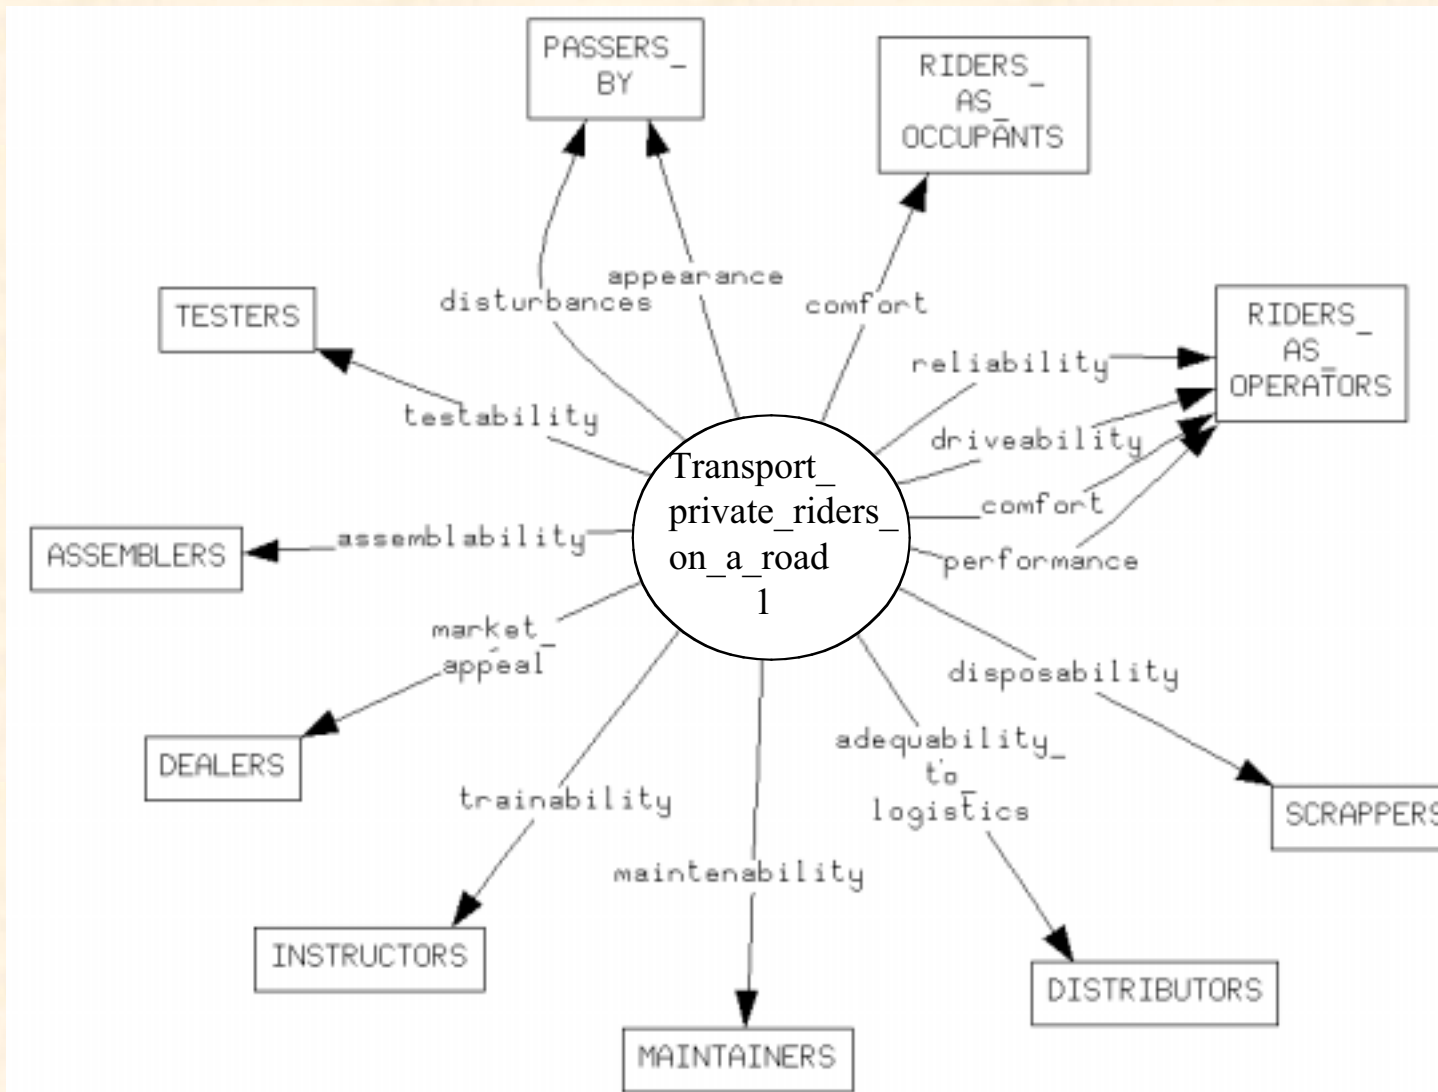 PASSERS_
BY
RIDERS_
AS_
OCCUPANTS
appearance
disturbances
comfort
TESTERS
RIDERS_
AS_
OPERATORS
reliability
testability
driveability
Transport_
private_riders_
on_a_road
1
comfort
assemblability
ASSEMBLERS
performance
market_
appeal
disposability
adequability_
to_
logistics
DEALERS
trainability
SCRAPPERS
maintenability
INSTRUCTORS
DISTRIBUTORS
MAINTAINERS